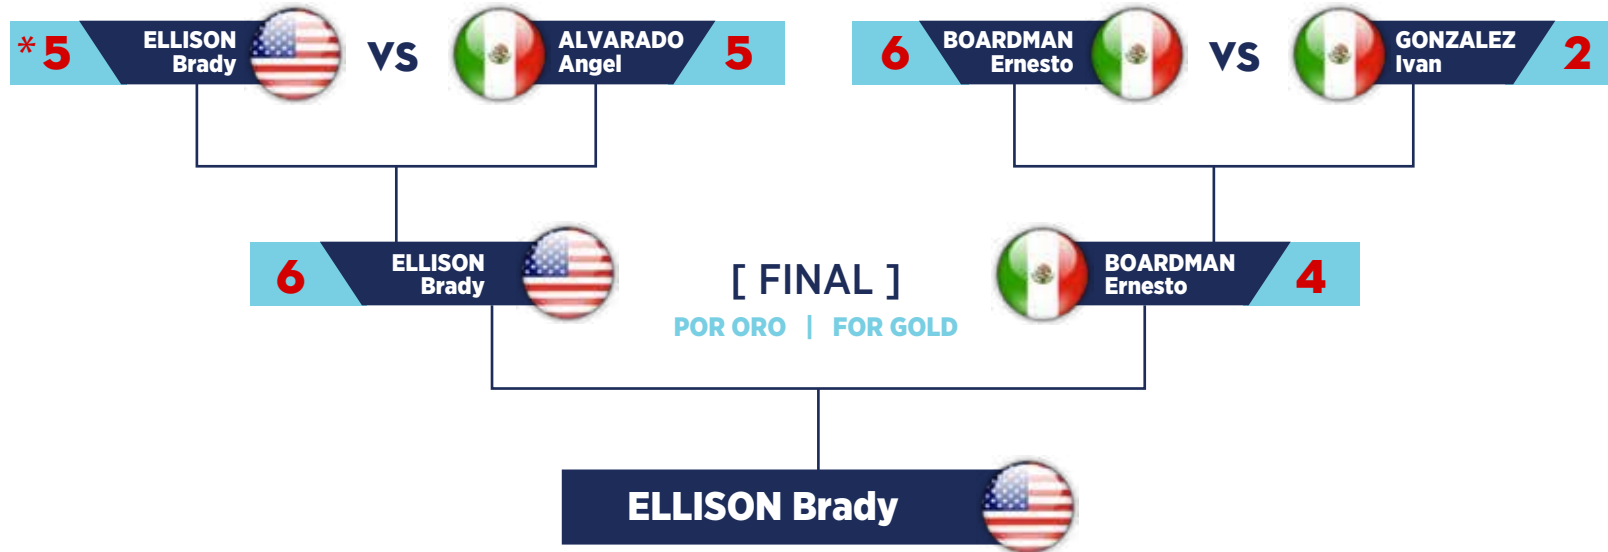 *5 ELLISON Brady VS ALVARADO Angel 5
6 BOARDMAN Ernesto VS GONZALEZ Ivan 2
6 ELLISON Brady
[ FINAL ]
POR ORO | FOR GOLD
BOARDMAN Ernesto 4
ELLISON Brady